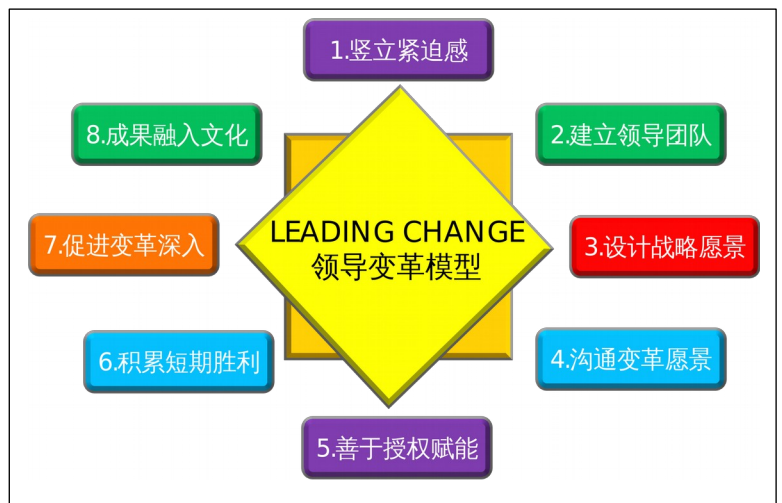 1.竖立紧迫感
2.建立领导团队
3.设计战略愿景
4.沟通变革愿景
5.善于授权赋能
6.积累短期胜利
7.促进变革深入
8.成果融入文化
LEADING CHANGE
领导变革模型